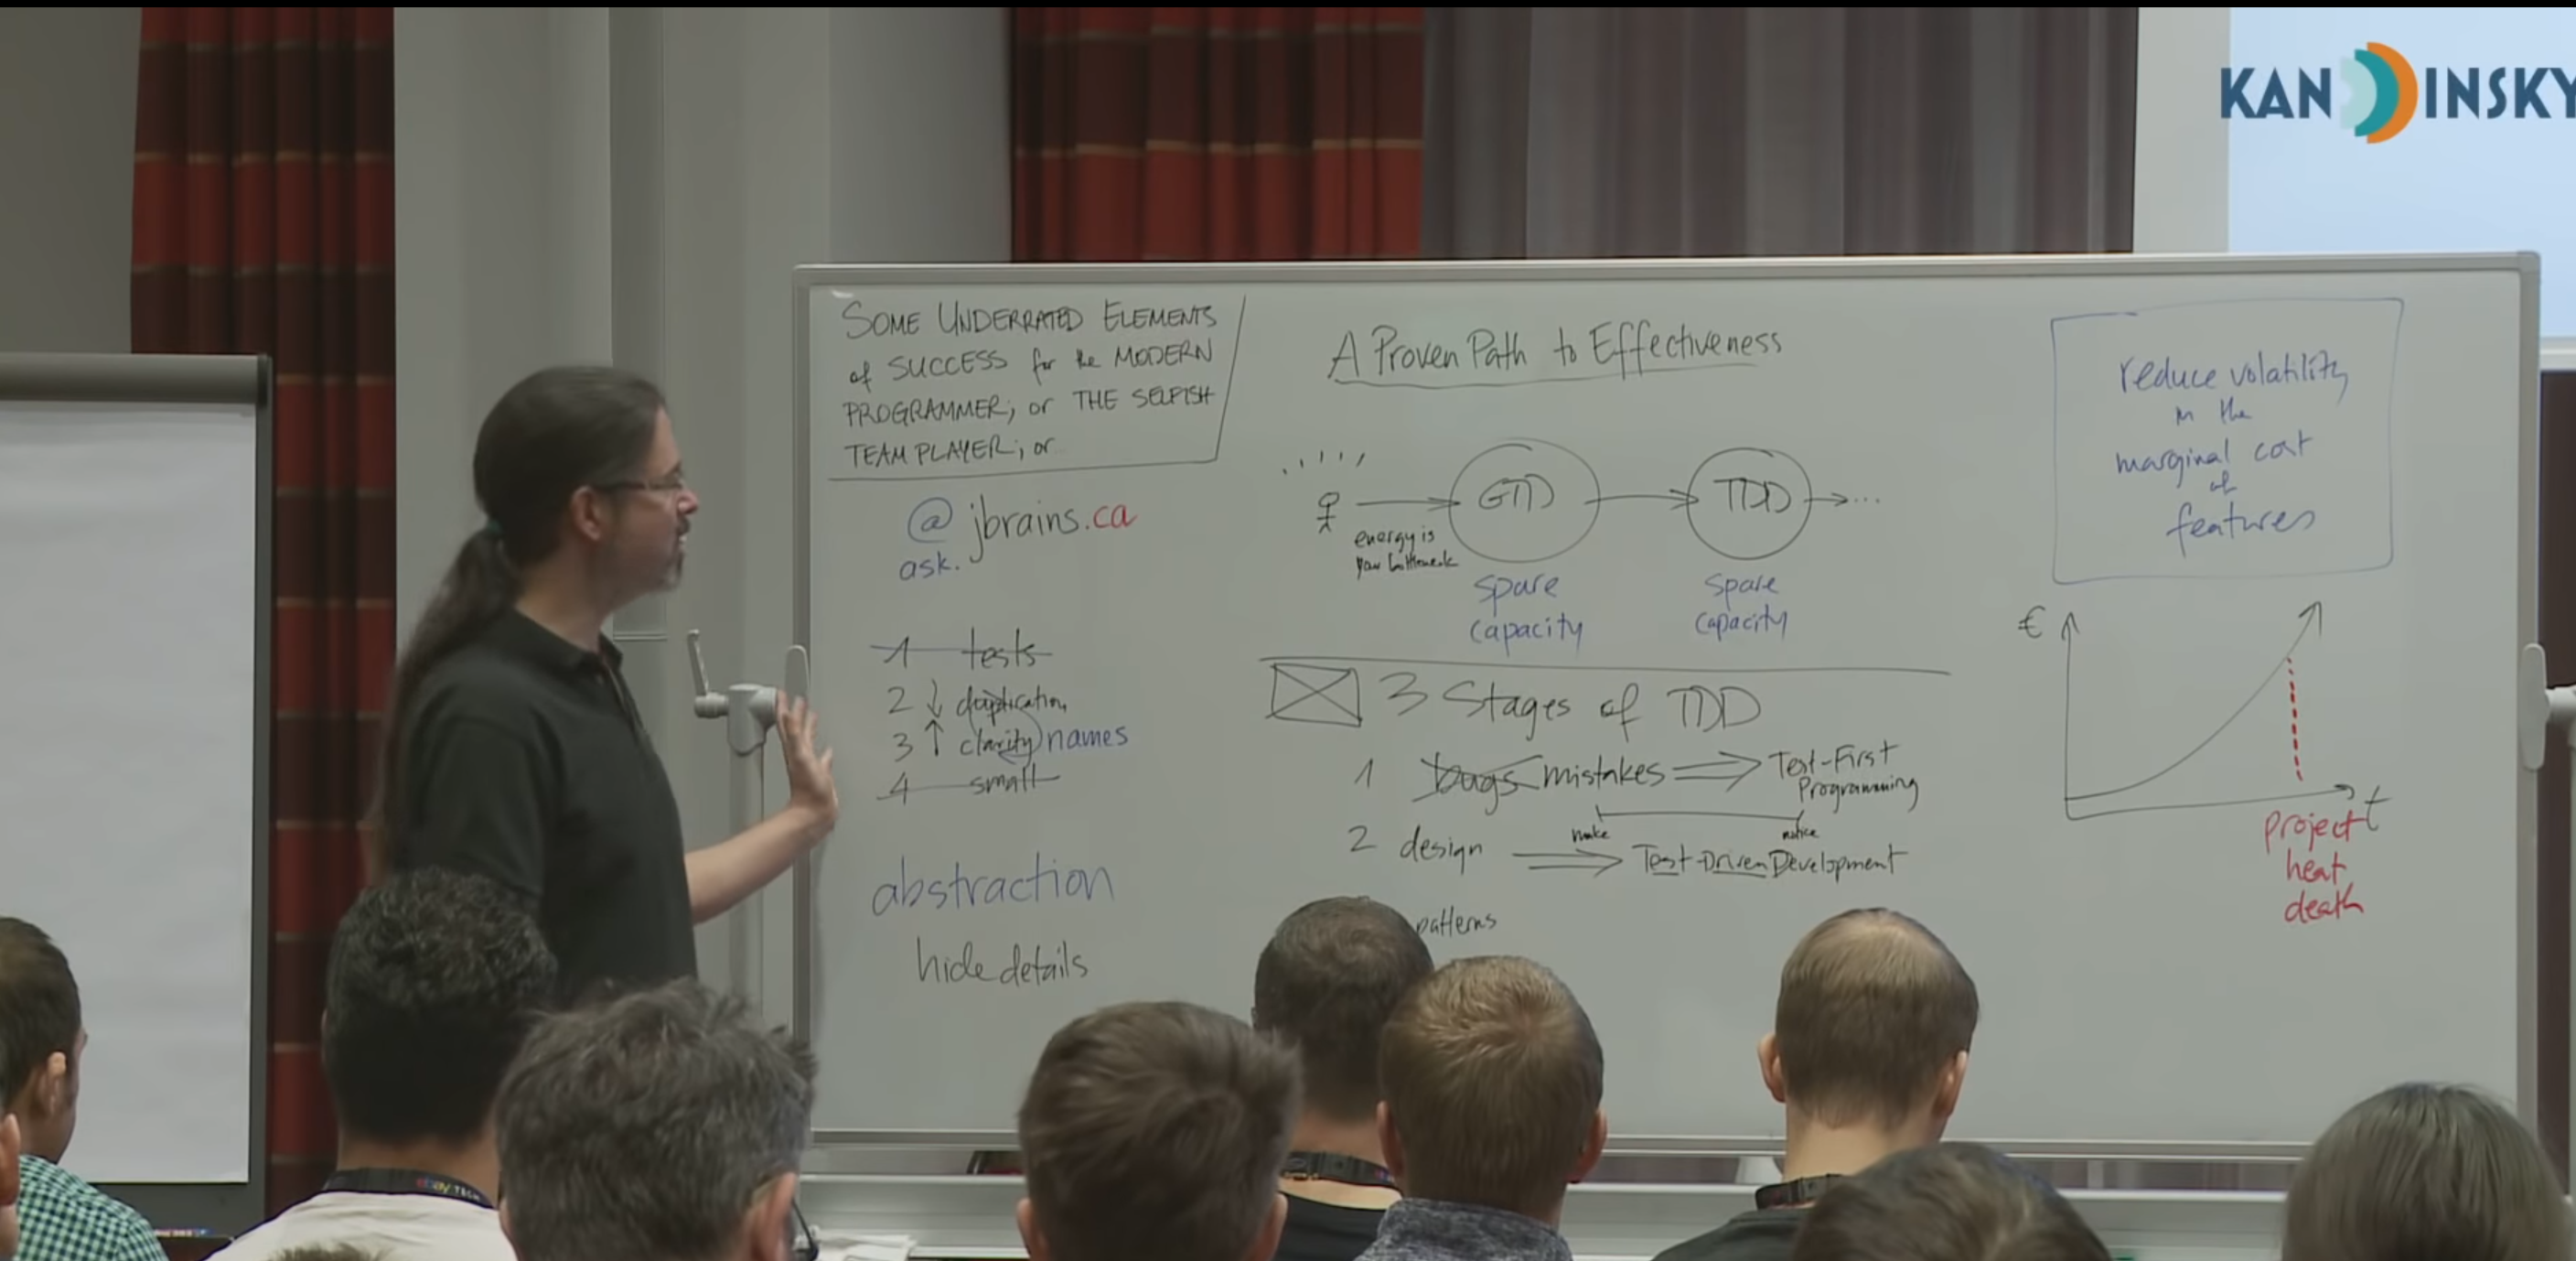 KANDINSKY
SOME UNDERRATED ELEMENTS
of SUCCESS for the MODERN
PROGRAMMER; or THE SELFISH
TEAM PLAYER; or
@jbrains.ca
ask.
1 tests
2 ↓ duplication
3 ↑ clarity names
4 small
abstraction
hide details
A Proven Path to Effectiveness
energy is
your bottleneck
GTD
TDD
...
spare
capacity
spare
capacity
3 Stages of TDD
1 bugs mistakes ⇒ Test-First
Programming
make
notice
2 design ⇒ Test-Driven Development
patterns
reduce volatility
in the
marginal cost
of
features
€
t
project
heat
death
ebay TECH